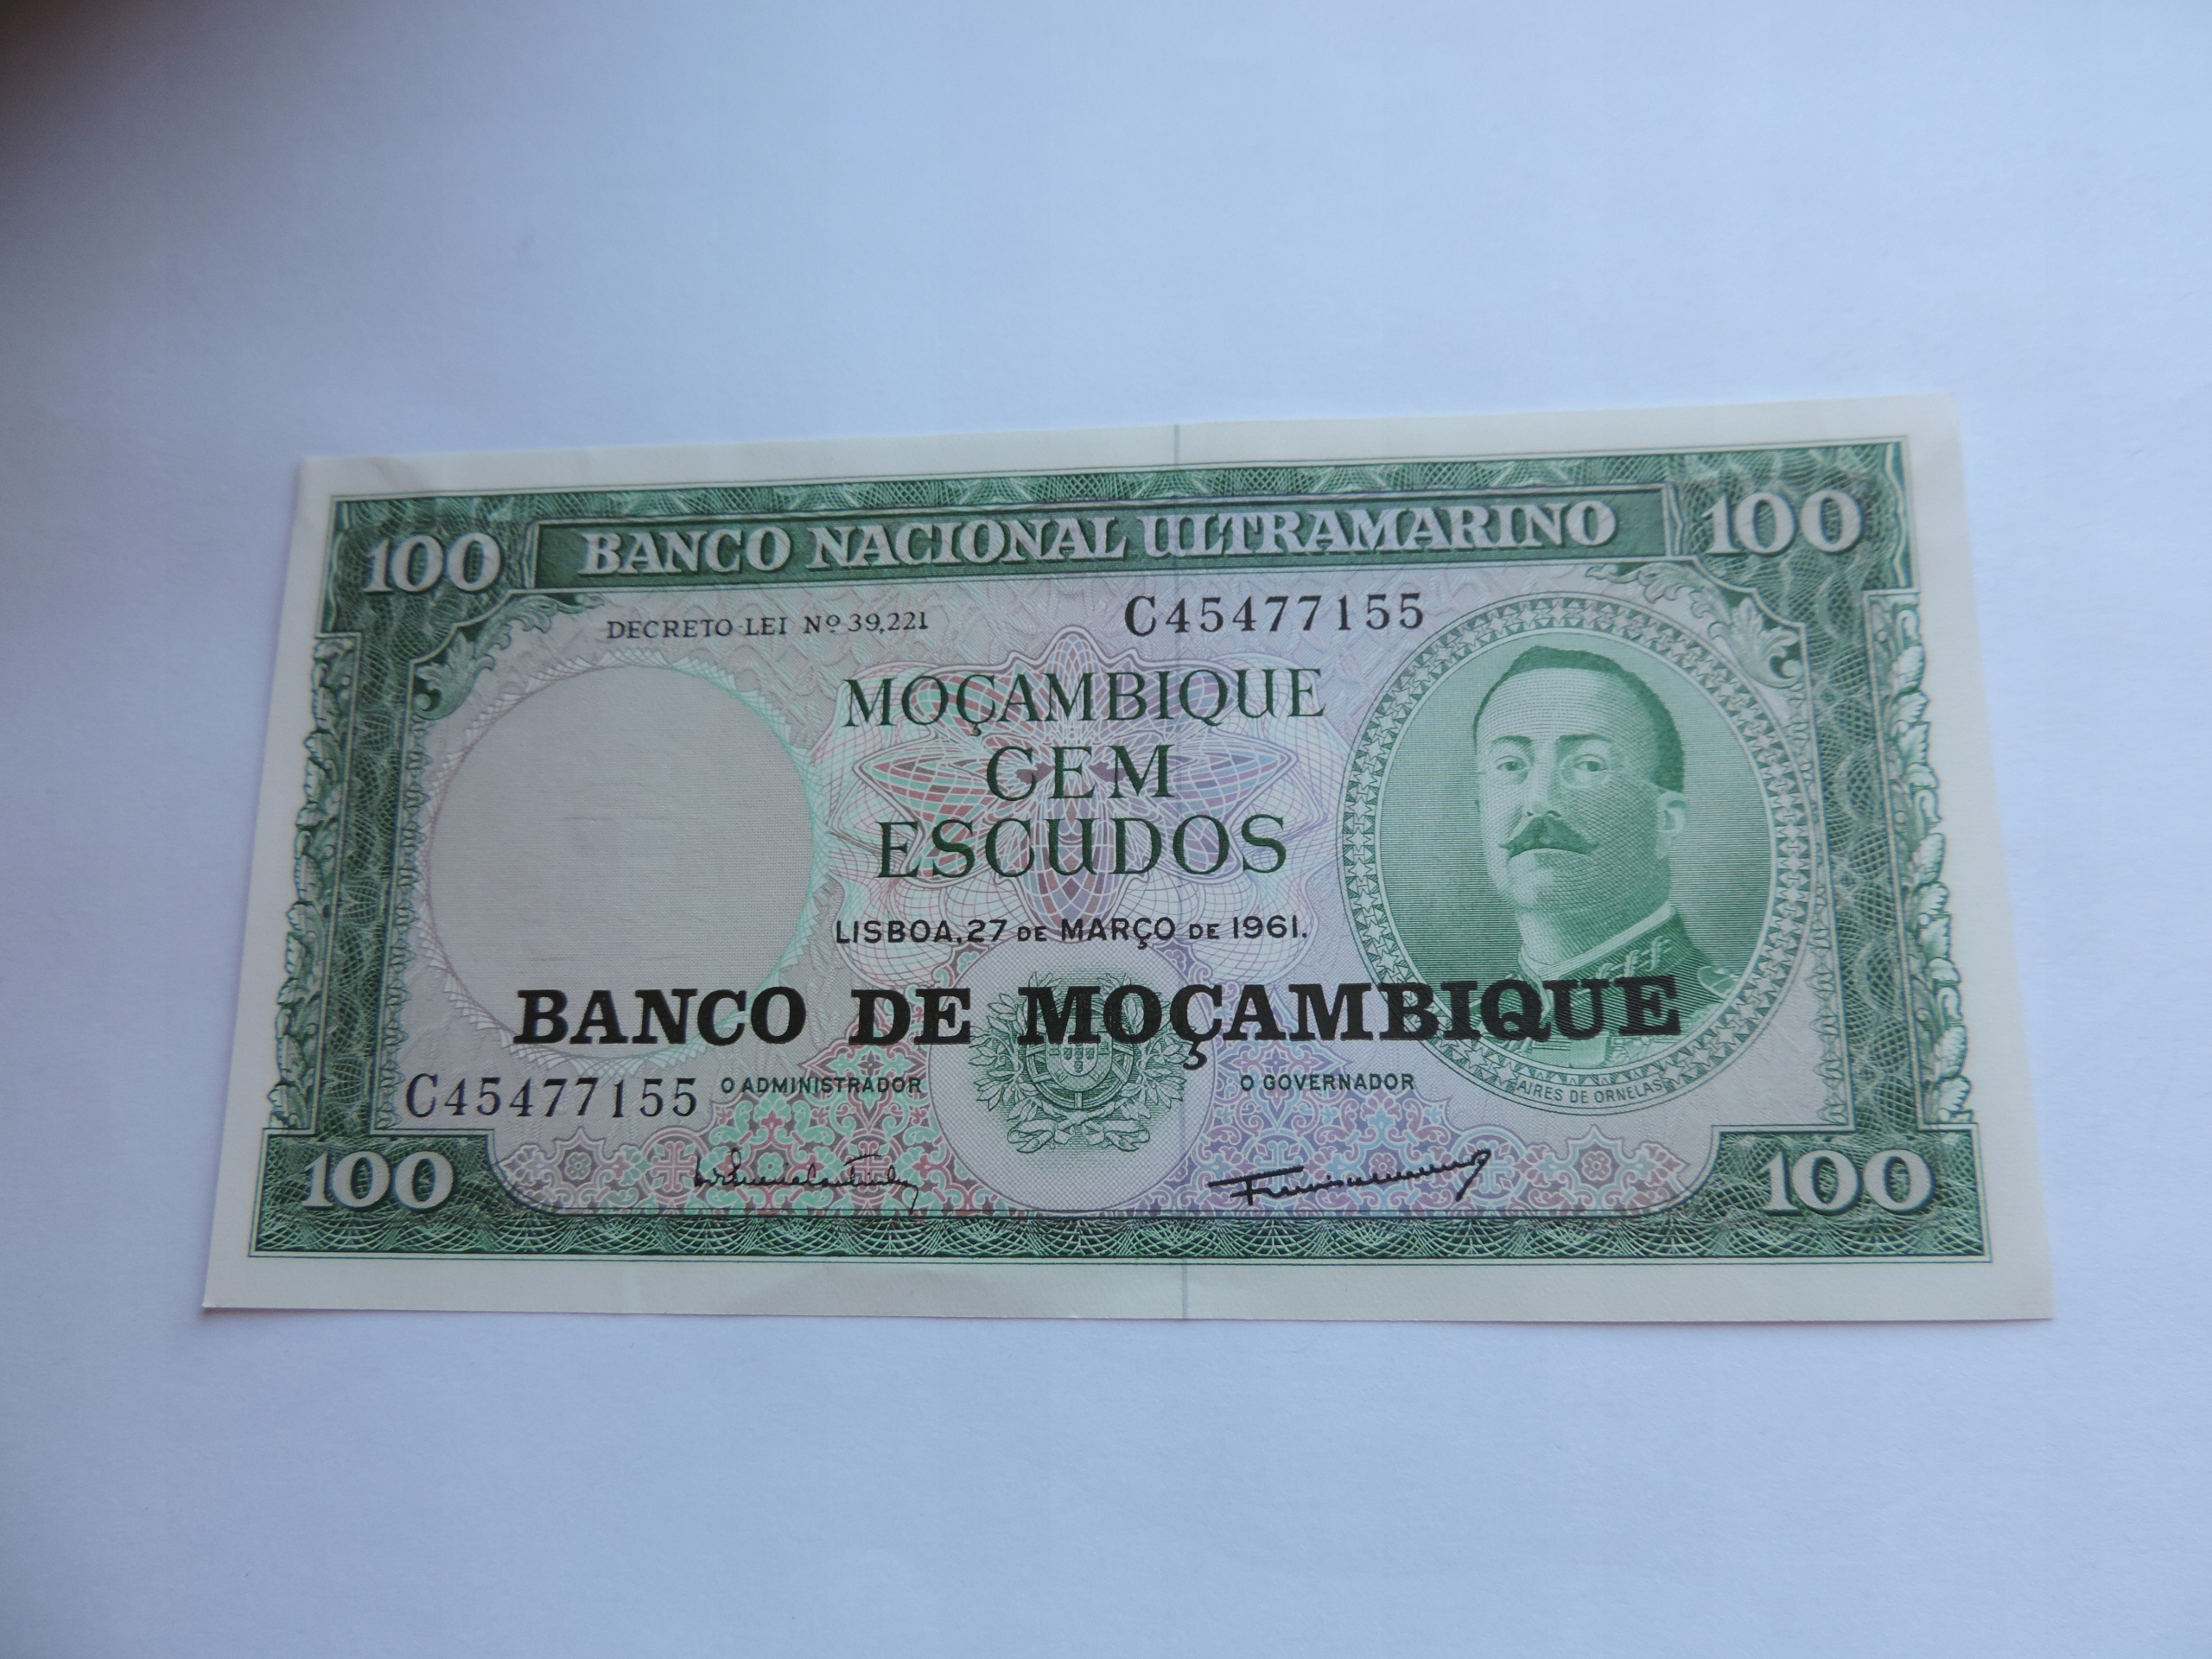 100 BANCO NACIONAL ULTRAMARINO 100
DECRETO-LEI Nº 39,221
C45477155
MOÇAMBIQUE
CEM
ESCUDOS
LISBOA, 27 DE MARÇO DE 1961.
BANCO DE MOÇAMBIQUE
C45477155
O ADMINISTRADOR
O GOVERNADOR
AIRES DE ORNELAS
100 100